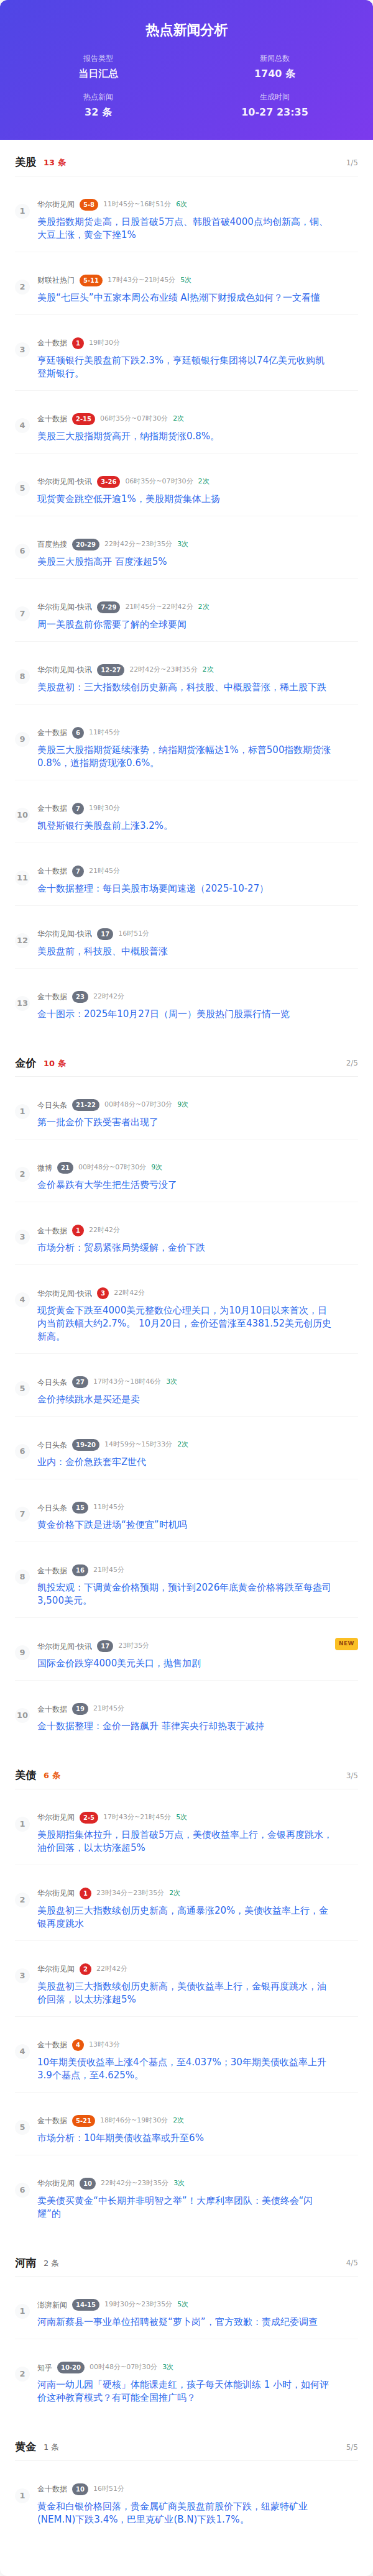 热点新闻分析
报告类型
新闻总数
当日汇总
1740 条
热点新闻
生成时间
32 条
10-27 23:35
美股 13 条 1/5
1
华尔街见闻 5-8 11时45分~16时51分 6次
美股指数期货走高，日股首破5万点、韩股首破4000点均创新高，铜、
大豆上涨，黄金下挫1%
2
财联社热门 5-11 17时43分~21时45分 5次
美股“七巨头”中五家本周公布业绩 AI热潮下财报成色如何？一文看懂
3
金十数据 1 19时30分
亨廷顿银行美股盘前下跌2.3%，亨廷顿银行集团将以74亿美元收购凯
登斯银行。
4
金十数据 2-15 06时35分~07时30分 2次
美股三大股指期货高开，纳指期货涨0.8%。
5
华尔街见闻-快讯 3-26 06时35分~07时30分 2次
现货黄金跳空低开逾1%，美股期货集体上扬
6
百度热搜 20-29 22时42分~23时35分 3次
美股三大股指高开 百度涨超5%
7
华尔街见闻-快讯 7-29 21时45分~22时42分 2次
周一美股盘前你需要了解的全球要闻
8
华尔街见闻-快讯 12-27 22时42分~23时35分 2次
美股盘初：三大指数续创历史新高，科技股、中概股普涨，稀土股下跌
9
金十数据 6 11时45分
美股三大股指期货延续涨势，纳指期货涨幅达1%，标普500指数期货涨
0.8%，道指期货现涨0.6%。
10
金十数据 7 19时30分
凯登斯银行美股盘前上涨3.2%。
11
金十数据 7 21时45分
金十数据整理：每日美股市场要闻速递（2025-10-27）
12
华尔街见闻-快讯 17 16时51分
美股盘前，科技股、中概股普涨
13
金十数据 23 22时42分
金十图示：2025年10月27日（周一）美股热门股票行情一览
金价 10 条 2/5
1
今日头条 21-22 00时48分~07时30分 9次
第一批金价下跌受害者出现了
2
微博 21 00时48分~07时30分 9次
金价暴跌有大学生把生活费亏没了
3
金十数据 1 22时42分
市场分析：贸易紧张局势缓解，金价下跌
4
华尔街见闻-快讯 3 22时42分
现货黄金下跌至4000美元整数位心理关口，为10月10日以来首次，日
内当前跌幅大约2.7%。 10月20日，金价还曾涨至4381.52美元创历史
新高。
5
今日头条 27 17时43分~18时46分 3次
金价持续跳水是买还是卖
6
今日头条 19-20 14时59分~15时33分 2次
业内：金价急跌套牢Z世代
7
今日头条 15 11时45分
黄金价格下跌是进场“捡便宜”时机吗
8
金十数据 16 21时45分
凯投宏观：下调黄金价格预期，预计到2026年底黄金价格将跌至每盎司
3,500美元。
9
华尔街见闻-快讯 17 23时35分 NEW
国际金价跌穿4000美元关口，抛售加剧
10
金十数据 19 21时45分
金十数据整理：金价一路飙升 菲律宾央行却热衷于减持
美债 6 条 3/5
1
华尔街见闻 2-5 17时43分~21时45分 5次
美股期指集体拉升，日股首破5万点，美债收益率上行，金银再度跳水，
油价回落，以太坊涨超5%
2
华尔街见闻 1 23时34分~23时35分 2次
美股盘初三大指数续创历史新高，高通暴涨20%，美债收益率上行，金
银再度跳水
3
华尔街见闻 2 22时42分
美股盘初三大指数续创历史新高，美债收益率上行，金银再度跳水，油
价回落，以太坊涨超5%
4
金十数据 4 13时43分
10年期美债收益率上涨4个基点，至4.037%；30年期美债收益率上升
3.9个基点，至4.625%。
5
金十数据 5-21 18时46分~19时30分 2次
市场分析：10年期美债收益率或升至6%
6
华尔街见闻 10 22时42分~23时35分 3次
卖美债买黄金“中长期并非明智之举”！大摩利率团队：美债终会“闪
耀”的
河南 2 条 4/5
1
澎湃新闻 14-15 19时30分~23时35分 5次
河南新蔡县一事业单位招聘被疑“萝卜岗”，官方致歉：责成纪委调查
2
知乎 10-20 00时48分~07时30分 3次
河南一幼儿园「硬核」体能课走红，孩子每天体能训练 1 小时，如何评
价这种教育模式？有可能全国推广吗？
黄金 1 条 5/5
1
金十数据 10 16时51分
黄金和白银价格回落，贵金属矿商美股盘前股价下跌，纽蒙特矿业
(NEM.N)下跌3.4%，巴里克矿业(B.N)下跌1.7%。